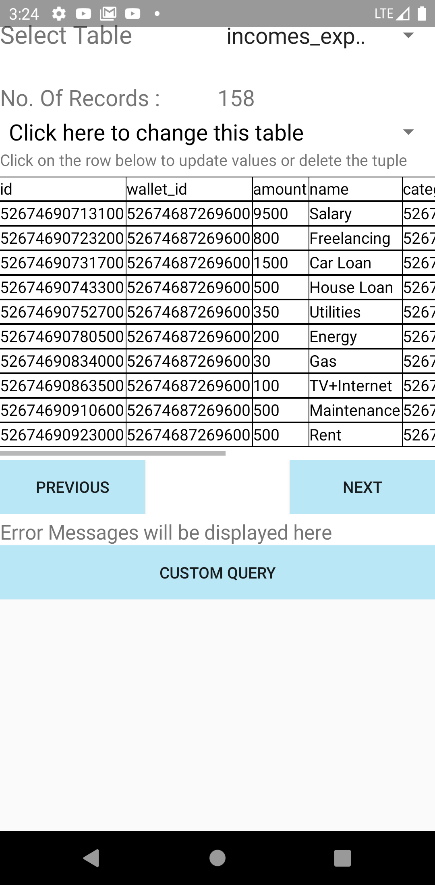 3:24 LTE
Select Table incomes_exp..
No. Of Records : 158
Click here to change this table
Click on the row below to update values or delete the tuple
id wallet_id amount name categ
52674690713100 52674687269600 9500 Salary 5267
52674690723200 52674687269600 800 Freelancing 5267
52674690731700 52674687269600 1500 Car Loan 5267
52674690743300 52674687269600 500 House Loan 5267
52674690752700 52674687269600 350 Utilities 5267
52674690780500 52674687269600 200 Energy 5267
52674690834000 52674687269600 30 Gas 5267
52674690863500 52674687269600 100 TV+Internet 5267
52674690910600 52674687269600 500 Maintenance 5267
52674690923000 52674687269600 500 Rent 5267
PREVIOUS NEXT
Error Messages will be displayed here
CUSTOM QUERY